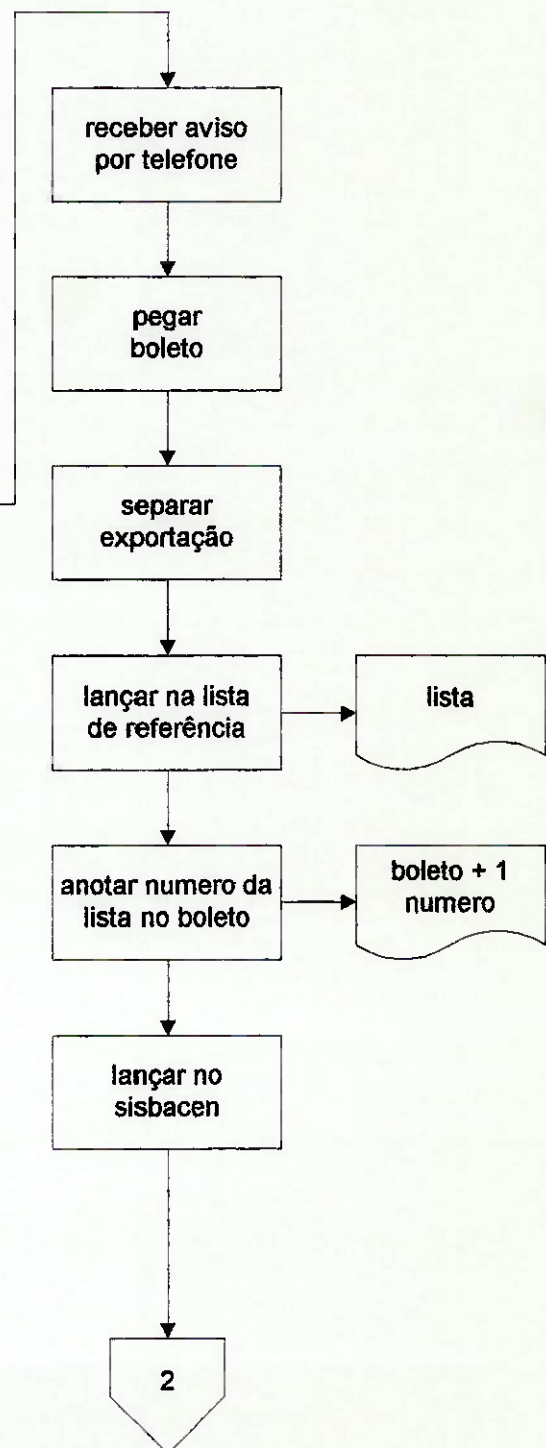 receber aviso
por telefone
pegar
boleto
separar
exportação
lançar na lista
de referência
lista
anotar numero da
lista no boleto
boleto + 1
numero
lançar no
sisbacen
2